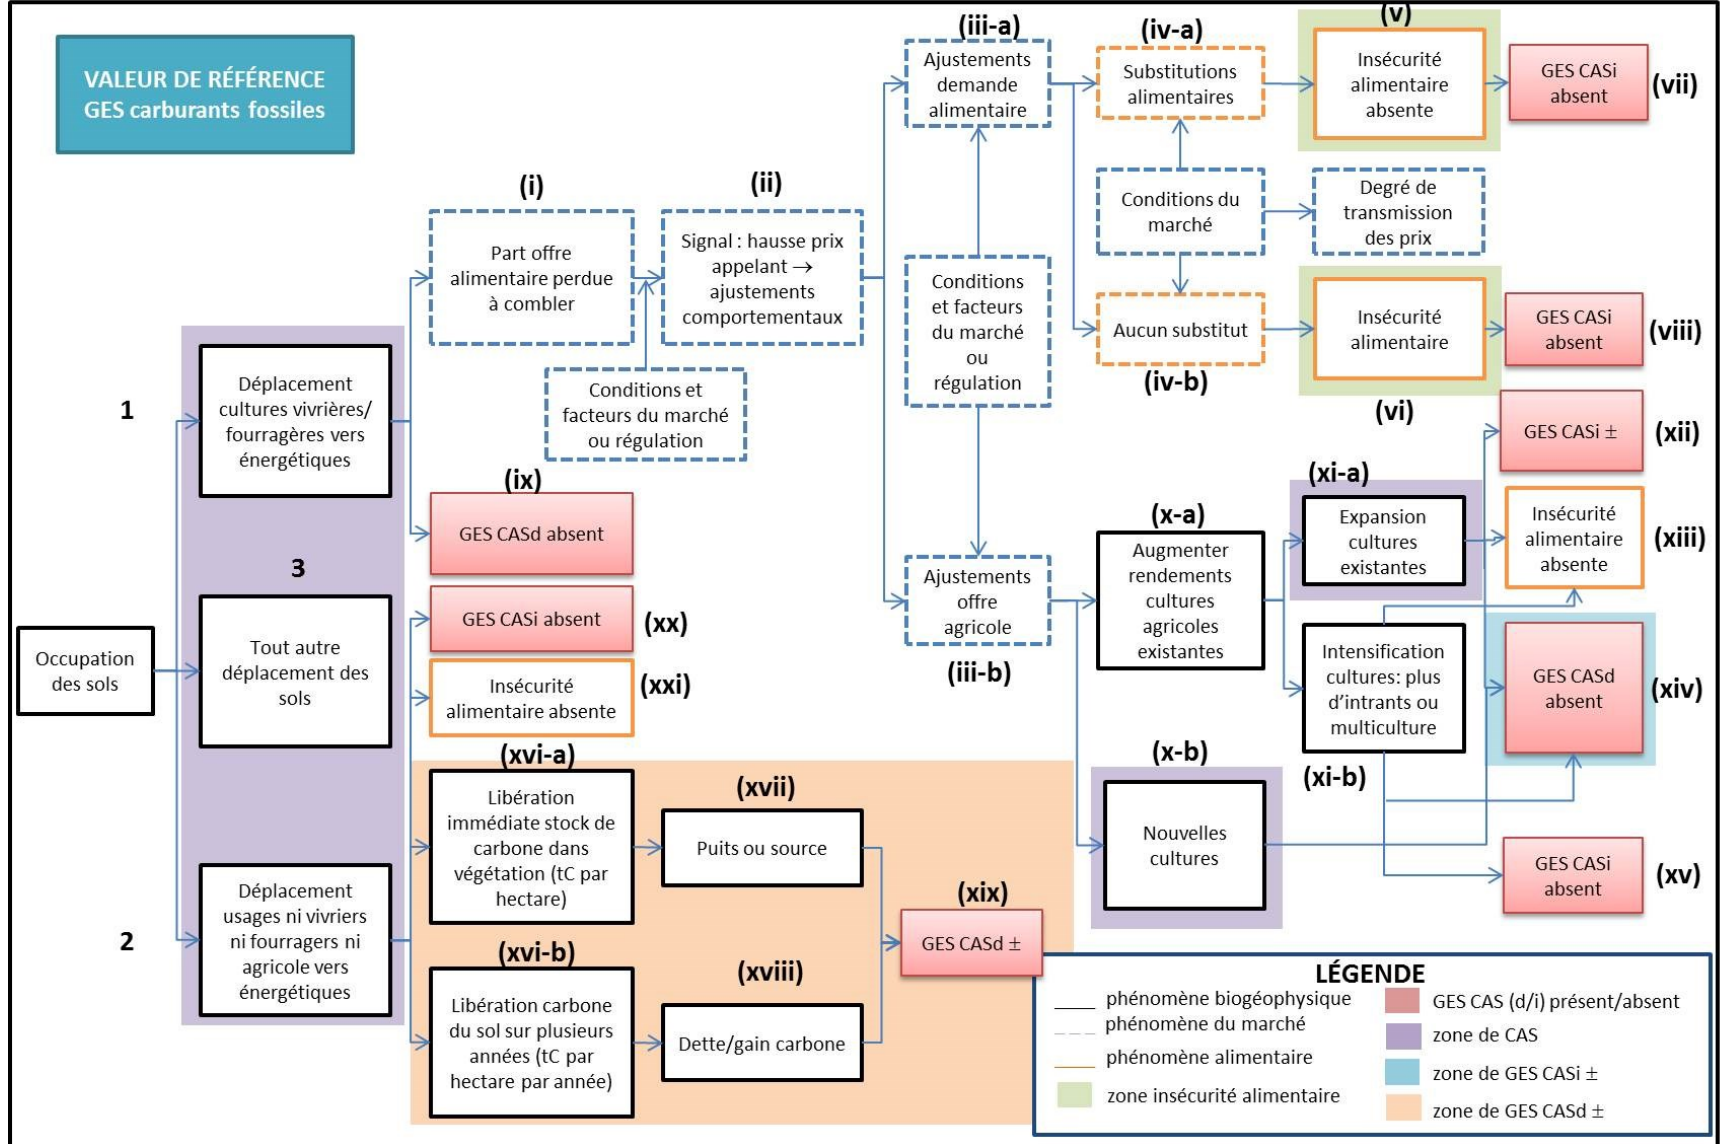 VALEUR DE RÉFÉRENCE
GES carburants fossiles
(i)
Part offre
alimentaire perdue
à combler
(ii)
Signal : hausse prix
appelant →
ajustements
comportementaux
Conditions et
facteurs du marché
ou régulation
(iii-a)
Ajustements
demande
alimentaire
(iv-a)
Substitutions
alimentaires
(v)
Insécurité
alimentaire
absente
GES CASi
absent
(vii)
Conditions du
marché
Degré de
transmission
des prix
Conditions
et facteurs
du marché
ou
régulation
Aucun substitut
(iv-b)
Insécurité
alimentaire
(vi)
GES CASi
absent
(viii)
1
Déplacement
cultures vivrières/
fourragères vers
énergétiques
(ix)
GES CASd absent
3
Occupation
des sols
Tout autre
déplacement des
sols
GES CASi absent
(xx)
Insécurité
alimentaire absente
(xxi)
Ajustements
offre
agricole
(iii-b)
(x-a)
Augmenter
rendements
cultures
agricoles
existantes
(xi-a)
Expansion
cultures
existantes
GES CASi ±
(xii)
Insécurité
alimentaire
absente
(xiii)
Intensification
cultures: plus
d'intrants ou
multiculture
(xi-b)
GES CASd
absent
(xiv)
(x-b)
Nouvelles
cultures
GES CASi
absent
(xv)
2
Déplacement
usages ni vivriers
ni fourragers ni
agricole vers
énergétiques
(xvi-a)
Libération
immédiate stock de
carbone dans
végétation (tC par
hectare)
(xvii)
Puits ou source
(xvi-b)
Libération carbone
du sol sur plusieurs
années (tC par
hectare par année)
(xviii)
Dette/gain carbone
(xix)
GES CASd ±
LÉGENDE
phénomène biogéophysique
phénomène du marché
phénomène alimentaire
zone insécurité alimentaire
GES CAS (d/i) présent/absent
zone de CAS
zone de GES CASi ±
zone de GES CASd ±